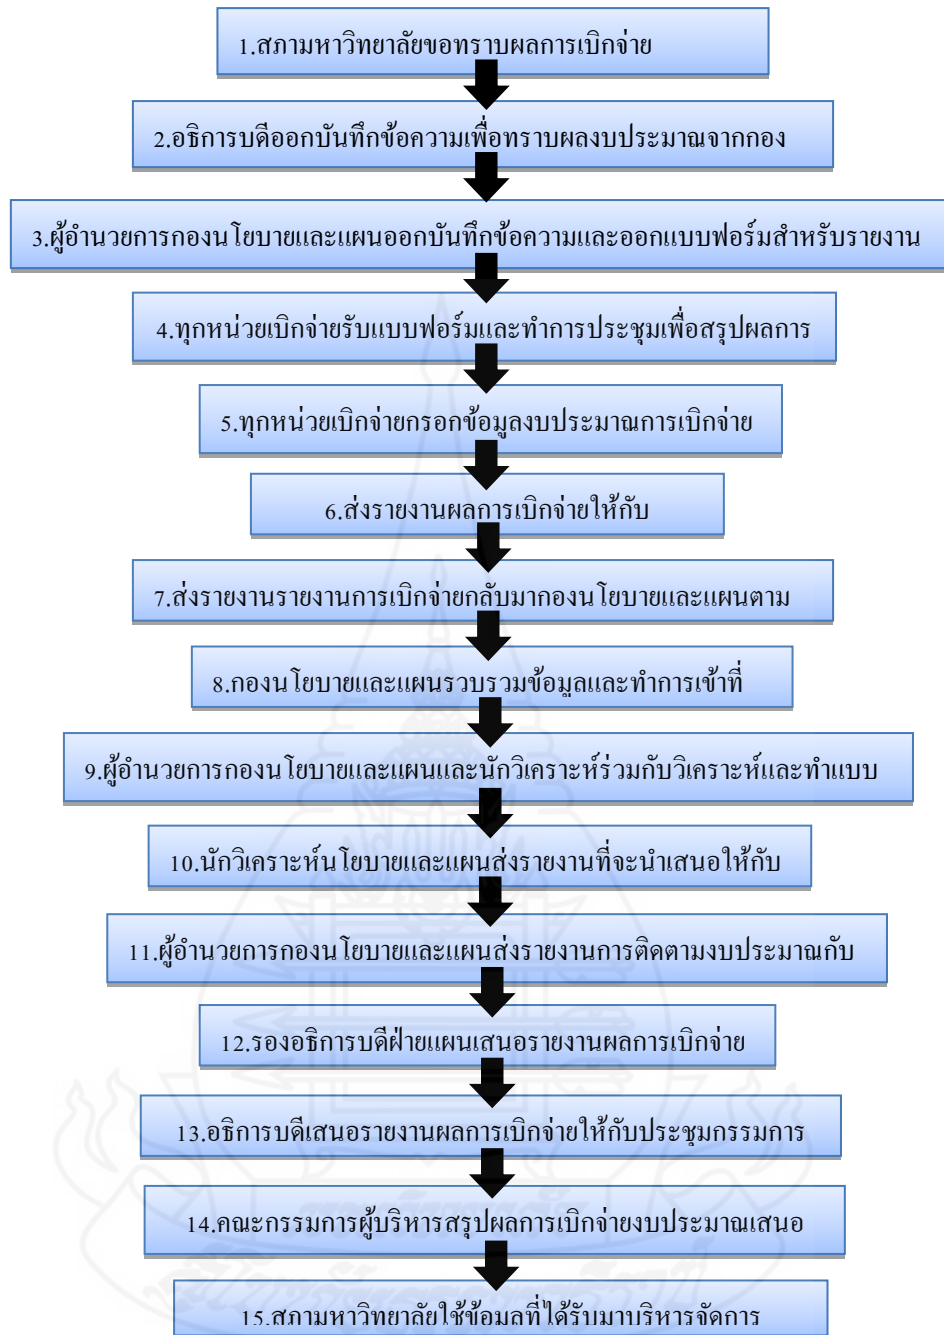 1.สภามหาวิทยาลัยขอทราบผลการเบิกจ่าย
2.อธิการบดีออกบันทึกข้อความเพื่อทราบผลงบประมาณจากกอง
3.ผู้อำนวยการกองนโยบายและแผนออกบันทึกข้อความและออกแบบฟอร์มสำหรับรายงาน
4.ทุกหน่วยเบิกจ่ายรับแบบฟอร์มและทำการประชุมเพื่อสรุปผลการ
5.ทุกหน่วยเบิกจ่ายกรอกข้อมูลงบประมาณการเบิกจ่าย
6.ส่งรายงานผลการเบิกจ่ายให้กับ
7.ส่งรายงานรายงานการเบิกจ่ายกลับมากองนโยบายและแผนตาม
8.กองนโยบายและแผนรวบรวมข้อมูลและทำการเข้าที่
9.ผู้อำนวยการกองนโยบายและแผนและนักวิเคราะห์ร่วมกับวิเคราะห์และทำแบบ
10.นักวิเคราะห์นโยบายและแผนส่งรายงานที่จะนำเสนอให้กับ
11.ผู้อำนวยการกองนโยบายและแผนส่งรายงานการติดตามงบประมาณกับ
12.รองอธิการบดีฝ่ายแผนเสนอรายงานผลการเบิกจ่าย
13.อธิการบดีเสนอรายงานผลการเบิกจ่ายให้กับประชุมกรรมการ
14.คณะกรรมการผู้บริหารสรุปผลการเบิกจ่ายงบประมาณเสนอ
15.สภามหาวิทยาลัยใช้ข้อมูลที่ได้รับมาบริหารจัดการ